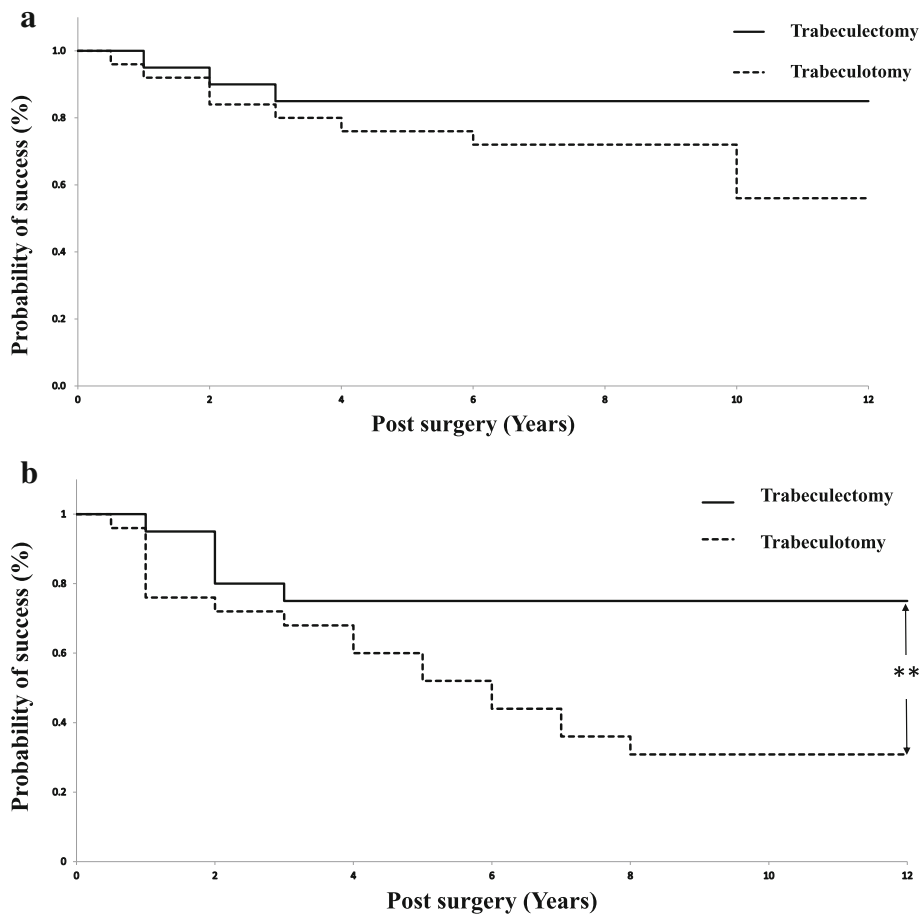 a
Trabeculectomy
Trabeculotomy
Probability of success (%)
1.0
0.8
0.6
0.4
0.2
0.0
0 2 4 6 8 10 12
Post surgery (Years)
b
Trabeculectomy
Trabeculotomy
Probability of success (%)
1
0.8
0.6
0.4
0.2
0
**
0 2 4 6 8 10 12
Post surgery (Years)